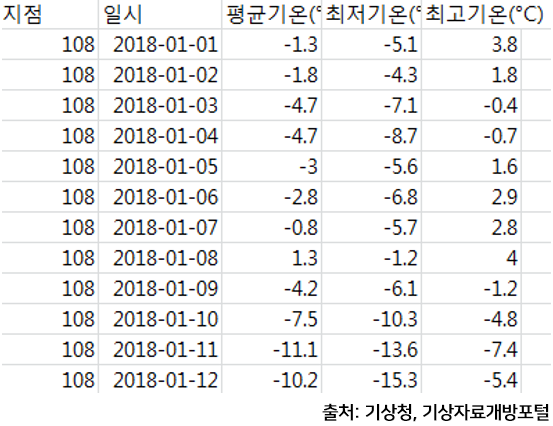 지점 일시 평균기온(° 최저기온(° 최고기온(°C)
108 2018-01-01 -1.3 -5.1 3.8
108 2018-01-02 -1.8 -4.3 1.8
108 2018-01-03 -4.7 -7.1 -0.4
108 2018-01-04 -4.7 -8.7 -0.7
108 2018-01-05 -3 -5.6 1.6
108 2018-01-06 -2.8 -6.8 2.9
108 2018-01-07 -0.8 -5.7 2.8
108 2018-01-08 1.3 -1.2 4
108 2018-01-09 -4.2 -6.1 -1.2
108 2018-01-10 -7.5 -10.3 -4.8
108 2018-01-11 -11.1 -13.6 -7.4
108 2018-01-12 -10.2 -15.3 -5.4
출처: 기상청, 기상자료개방포털